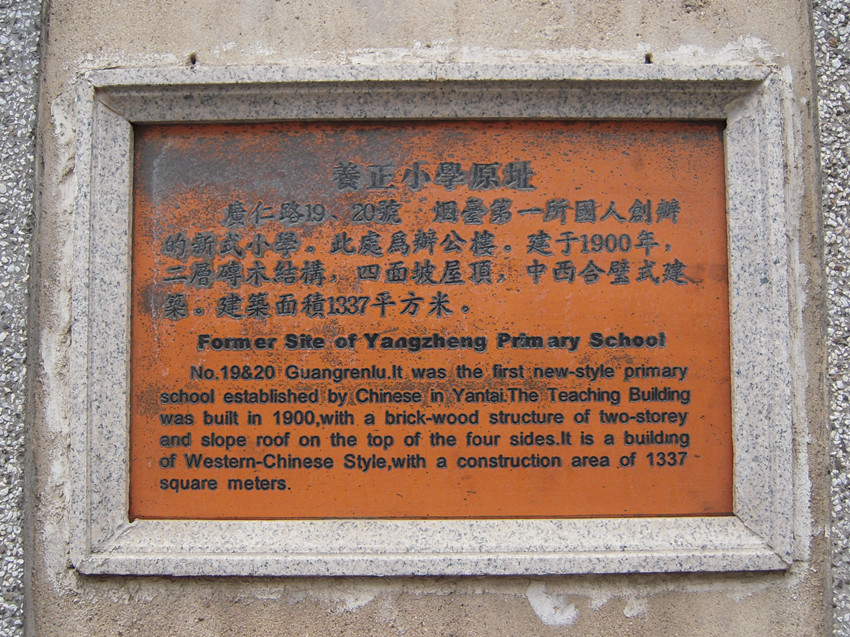 養正小學原址
廣仁路19、20號 烟臺第一所國人創辦
的新式小學。此處爲辦公樓。建于1900年，
二層磚木結構，四面坡屋頂，中西合璧式建
築。建築面積1337平方米。
Former Site of Yangzheng Primary School
No.19&20 Guangrenlu.It was the first new-style primary
school established by Chinese in Yantai.The Teaching Building
was built in 1900,with a brick-wood structure of two-storey
and slope roof on the top of the four sides.It is a building
of Western-Chinese Style,with a construction area of 1337
square meters.